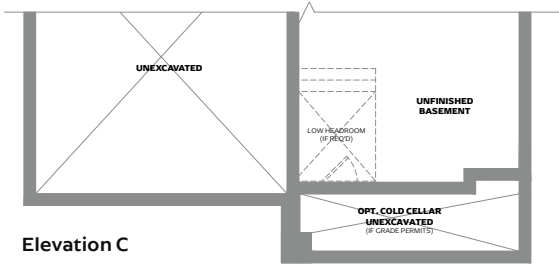 UNEXCAVATED
UNFINISHED
BASEMENT
LOW HEADROOM
(IF REQ'D)
OPT. COLD CELLAR
UNEXCAVATED
(IF GRADE PERMITS)
Elevation C